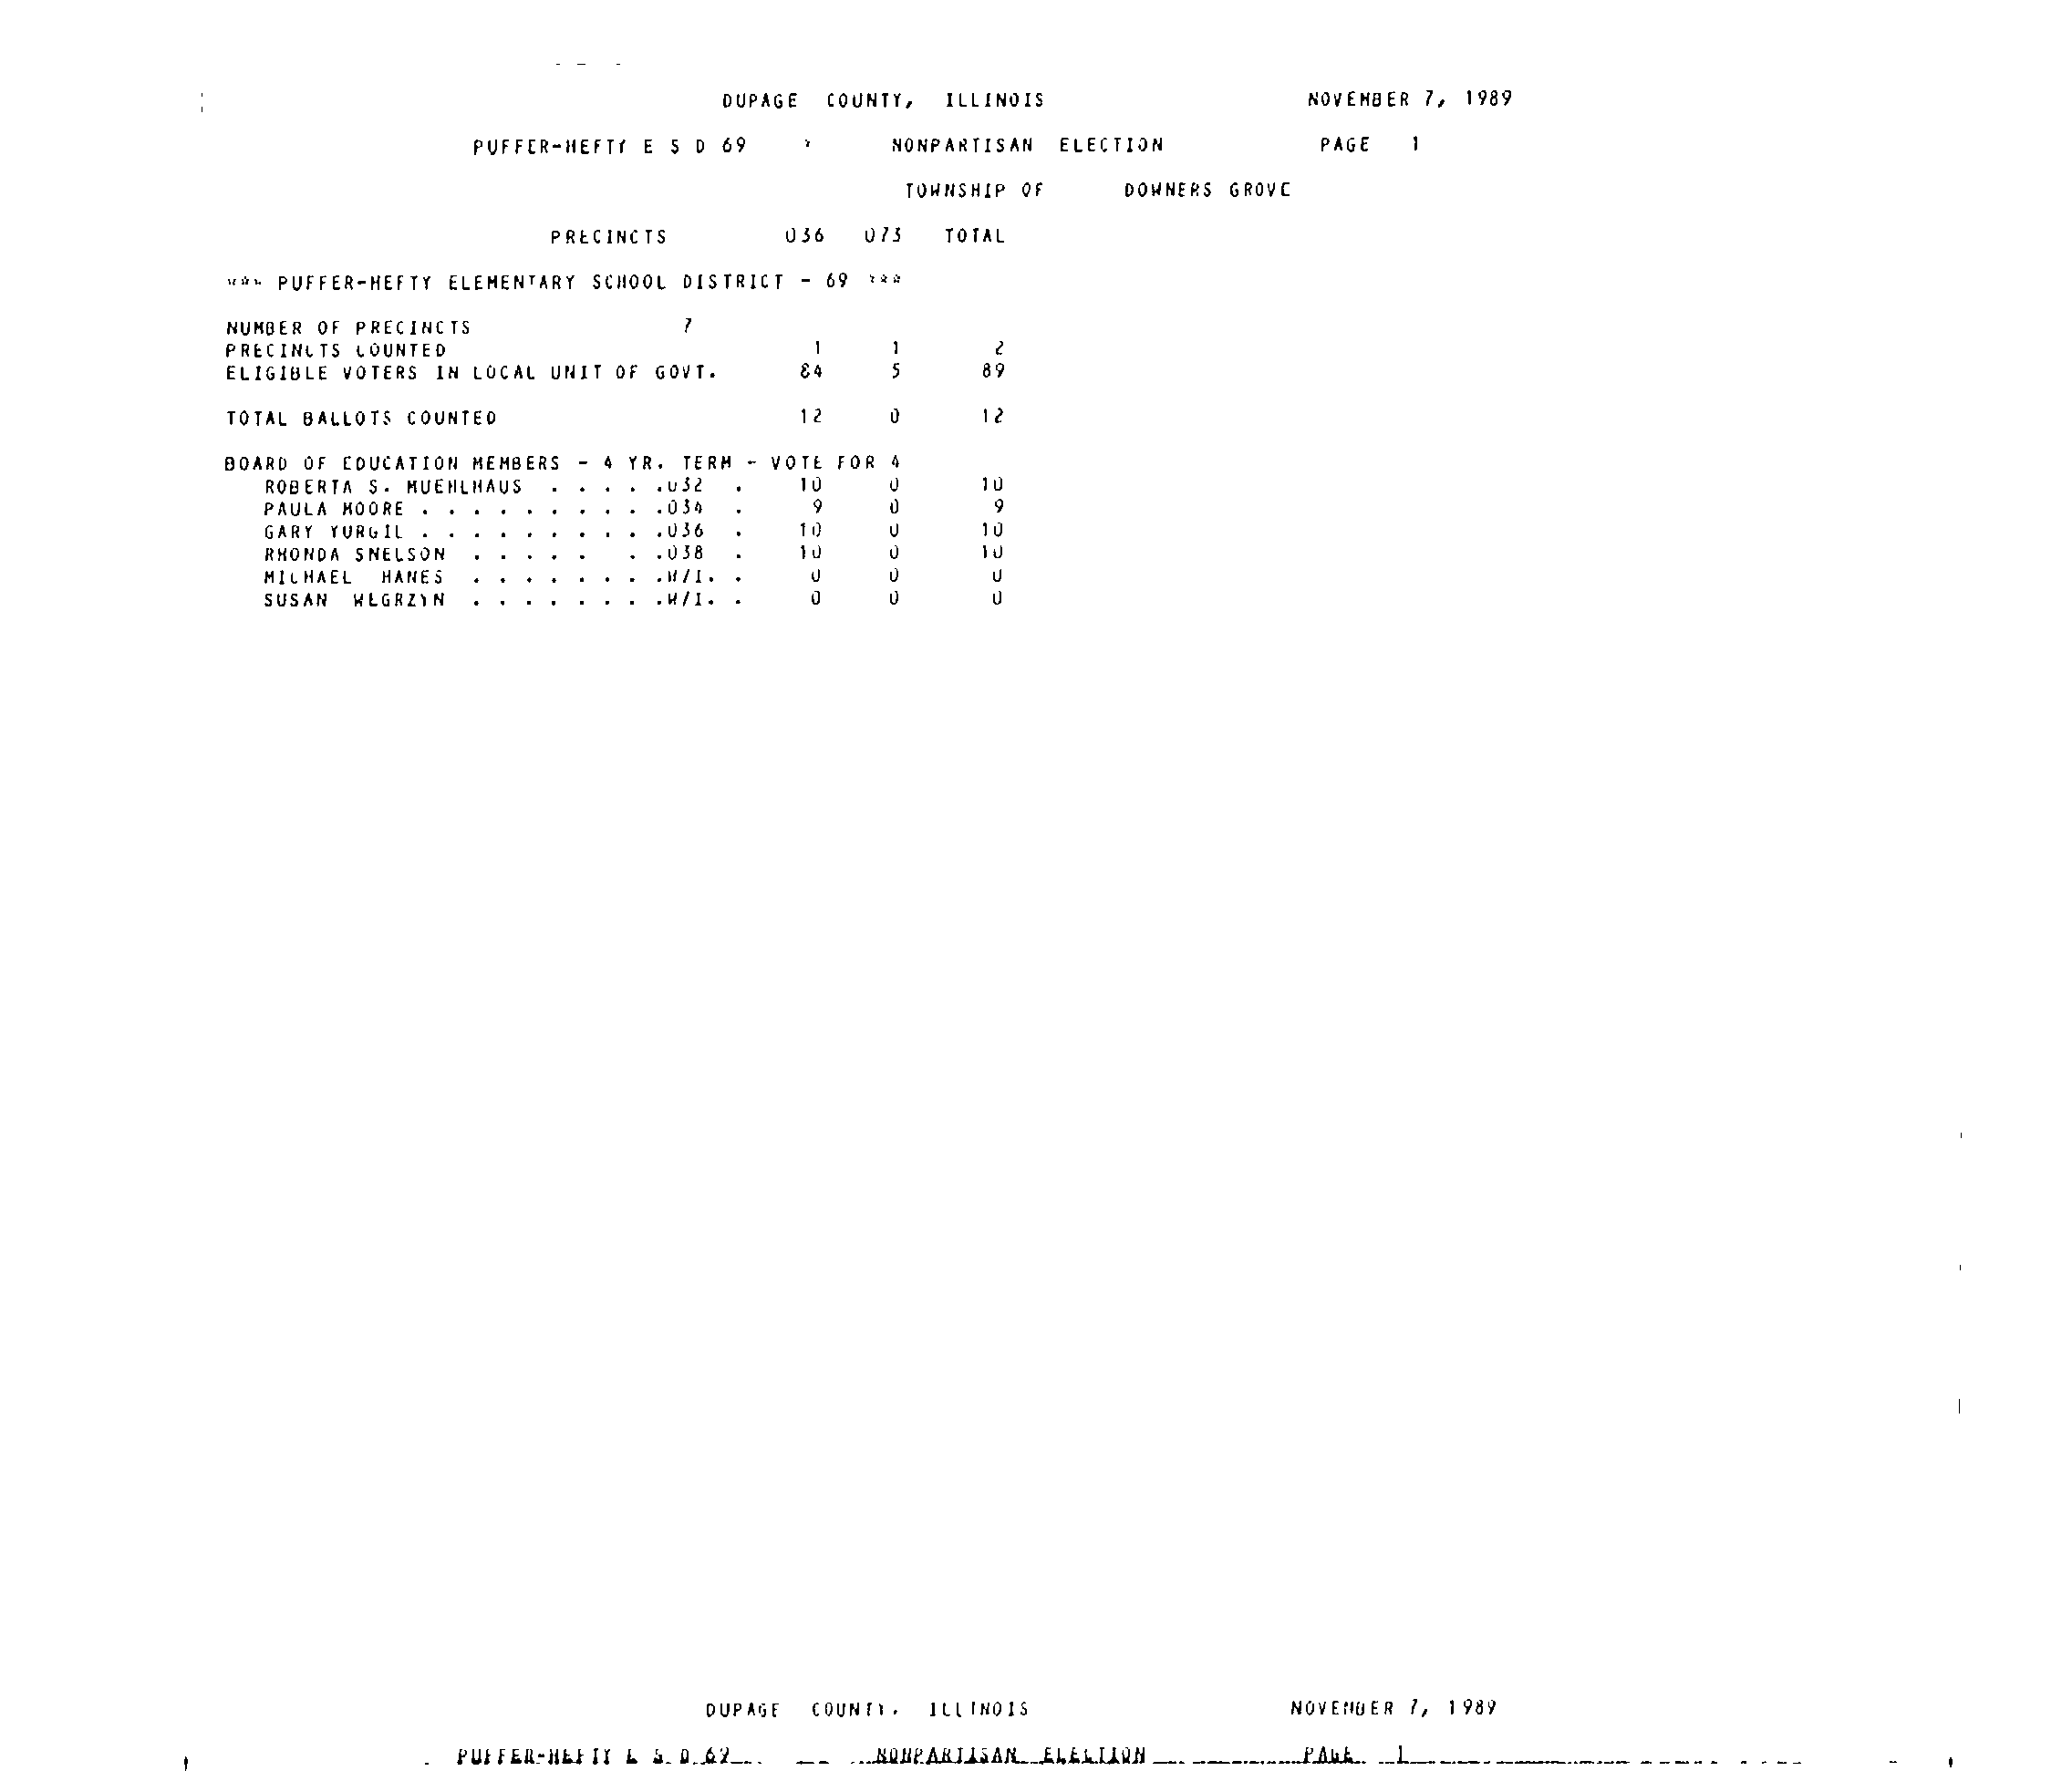 DUPAGE COUNTY, ILLINOIS NOVEMBER 7, 1989
PUFFER-HEFTY E S D 69 * NONPARTISAN ELECTION PAGE 1
TOWNSHIP OF DOWNERS GROVE
PRECINCTS 036 073 TOTAL
*** PUFFER-HEFTY ELEMENTARY SCHOOL DISTRICT - 69 ***
NUMBER OF PRECINCTS 7
PRECINCTS COUNTED 1 1 2
ELIGIBLE VOTERS IN LOCAL UNIT OF GOVT. 84 5 89
TOTAL BALLOTS COUNTED 12 0 12
BOARD OF EDUCATION MEMBERS - 4 YR. TERM - VOTE FOR 4
ROBERTA S. MUEHLHAUS . . . . .032 . 10 0 10
PAULA MOORE . . . . . . . . . .034 . 9 0 9
GARY YURGIL . . . . . . . . . .036 . 10 0 10
RHONDA SNELSON . . . . . . .038 . 10 0 10
MICHAEL HANES . . . . . . . .W/I. . 0 0 0
SUSAN WEGRZYN . . . . . . . .W/I. . 0 0 0
DUPAGE COUNTY, ILLINOIS NOVEMBER 7, 1989
PUFFER-HEFTY E S D 69 NONPARTISAN ELECTION PAGE 1